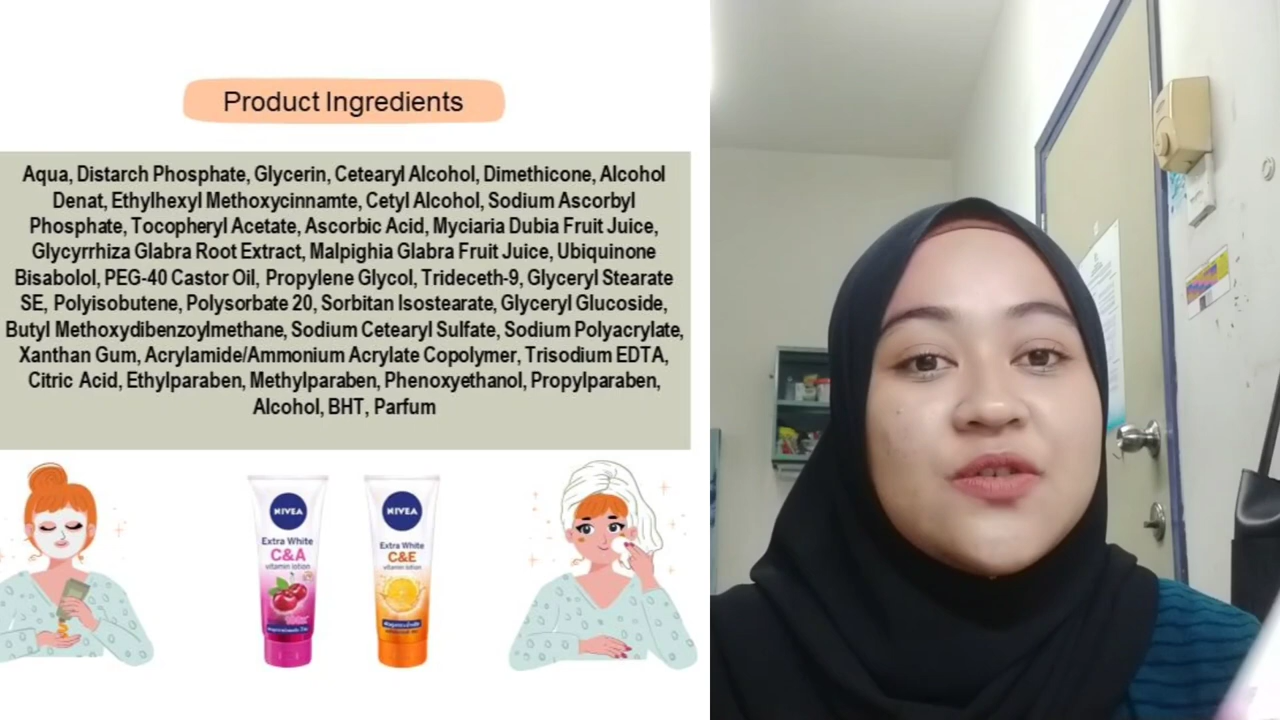 Product Ingredients
Aqua, Distarch Phosphate, Glycerin, Cetearyl Alcohol, Dimethicone, Alcohol
Denat, Ethylhexyl Methoxycinnamte, Cetyl Alcohol, Sodium Ascorbyl
Phosphate, Tocopheryl Acetate, Ascorbic Acid, Myciaria Dubia Fruit Juice,
Glycyrrhiza Glabra Root Extract, Malpighia Glabra Fruit Juice, Ubiquinone
Bisabolol, PEG-40 Castor Oil, Propylene Glycol, Trideceth-9, Glyceryl Stearate
SE, Polyisobutene, Polysorbate 20, Sorbitan Isostearate, Glyceryl Glucoside,
Butyl Methoxydibenzoylmethane, Sodium Cetearyl Sulfate, Sodium Polyacrylate,
Xanthan Gum, Acrylamide/Ammonium Acrylate Copolymer, Trisodium EDTA,
Citric Acid, Ethylparaben, Methylparaben, Phenoxyethanol, Propylparaben,
Alcohol, BHT, Parfum
NIVEA
Extra White
C&A
vitamin lotion
NIVEA
Extra White
C&E
vitamin lotion